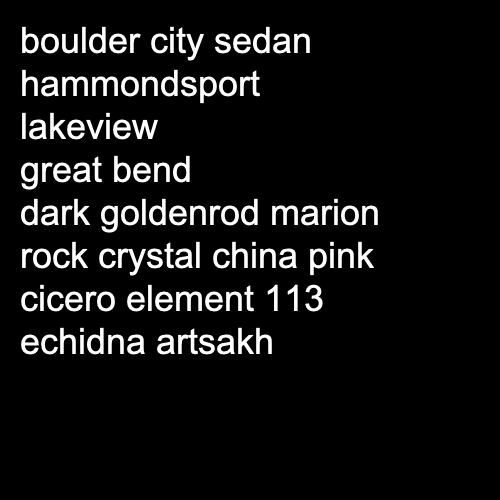 boulder city sedan
hammondsport
lakeview
great bend
dark goldenrod marion
rock crystal china pink
cicero element 113
echidna artsakh